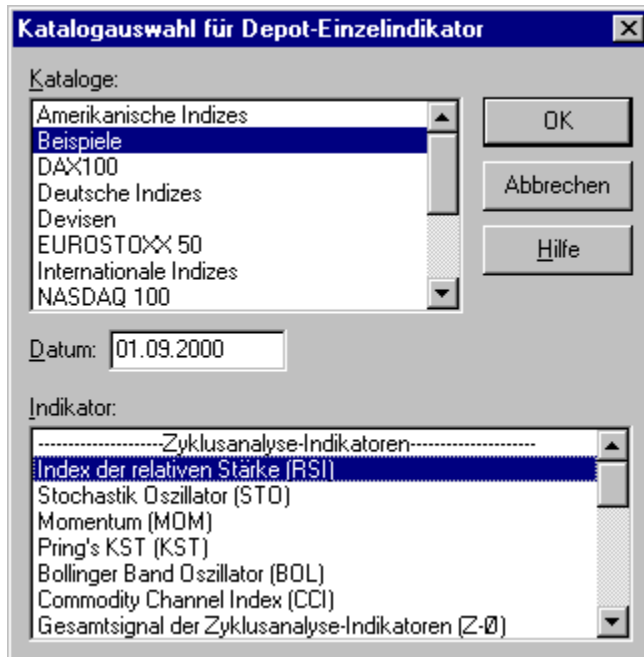 Katalogauswahl für Depot-Einzelindikator
Kataloge:
Amerikanische Indizes
Beispiele
DAX100
Deutsche Indizes
Devisen
EUROSTOXX 50
Internationale Indizes
NASDAQ 100
OK
Abbrechen
Hilfe
Datum: 01.09.2000
Indikator:
--------------------Zyklusanalyse-Indikatoren--------------------
Index der relativen Stärke (RSI)
Stochastik Oszillator (STO)
Momentum (MOM)
Pring's KST (KST)
Bollinger Band Oszillator (BOL)
Commodity Channel Index (CCI)
Gesamtsignal der Zyklusanalyse-Indikatoren (Z-Ø)